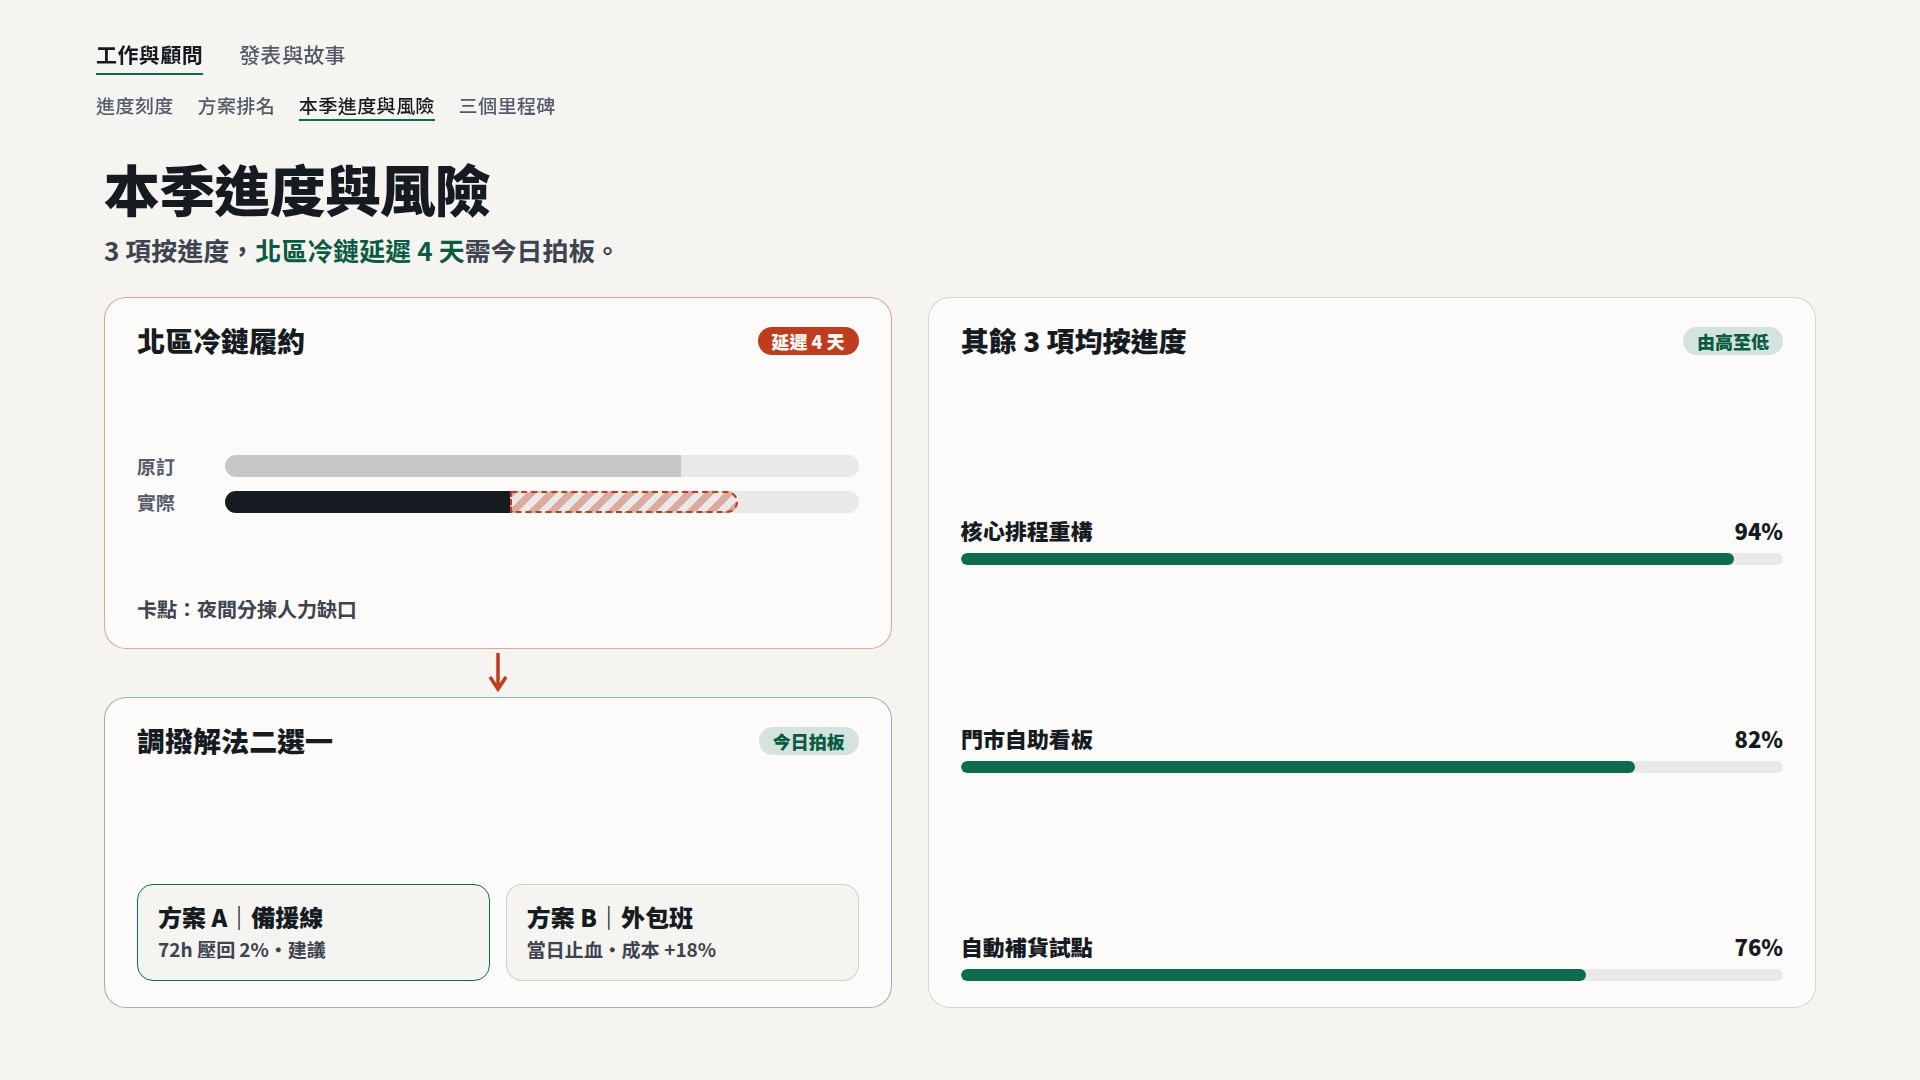 工作與顧問 發表與故事
進度刻度 方案排名 本季進度與風險 三個里程碑
本季進度與風險
3 項按進度，北區冷鏈延遲 4 天需今日拍板。
北區冷鏈履約 延遲 4 天
原訂
實際
卡點：夜間分揀人力缺口
調撥解法二選一 今日拍板
方案 A｜備援線
72h 壓回 2%・建議
方案 B｜外包班
當日止血・成本 +18%
其餘 3 項均按進度 由高至低
核心排程重構 94%
門市自助看板 82%
自動補貨試點 76%